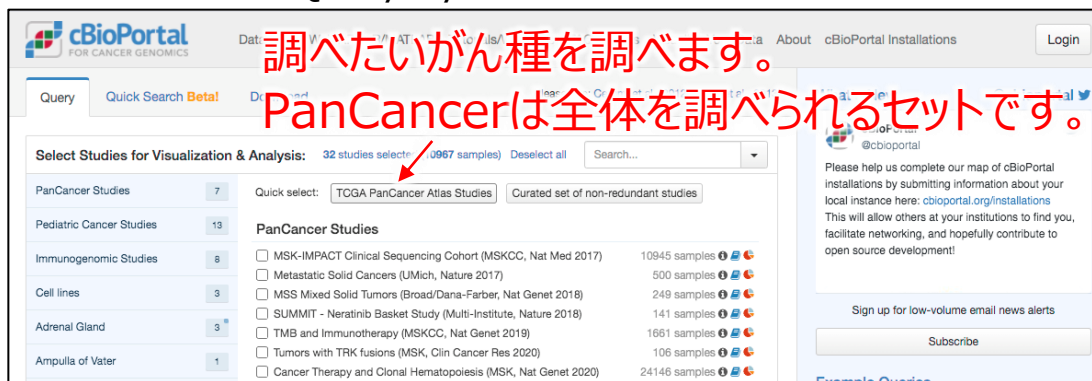 cBioPortal
FOR CANCER GENOMICS
About cBioPortal Installations
Login
調べたいがん種を調べます。
PanCancerは全体を調べられるセットです。
Query
Quick Search Beta!
Select Studies for Visualization & Analysis:
32 studies selected
samples)
Deselect all
Search...
PanCancer Studies 7
Pediatric Cancer Studies 13
Immunogenomic Studies 8
Cell lines 3
Adrenal Gland 3
Ampulla of Vater 1
Quick select:
TCGA PanCancer Atlas Studies
Curated set of non-redundant studies
PanCancer Studies
MSK-IMPACT Clinical Sequencing Cohort (MSKCC, Nat Med 2017) 10945 samples
Metastatic Solid Cancers (UMich, Nature 2017) 500 samples
MSS Mixed Solid Tumors (Broad/Dana-Farber, Nat Genet 2018) 249 samples
SUMMIT - Neratinib Basket Study (Multi-Institute, Nature 2018) 141 samples
TMB and Immunotherapy (MSKCC, Nat Genet 2019) 1661 samples
Tumors with TRK fusions (MSK, Clin Cancer Res 2020) 106 samples
Cancer Therapy and Clonal Hematopoiesis (MSK, Nat Genet 2020) 24146 samples
@cbioportal
Please help us complete our map of cBioPortal
installations by submitting information about your
local instance here: cbioportal.org/installations
This will allow others at your institutions to find you,
facilitate networking, and hopefully contribute to
open source development!
Sign up for low-volume email news alerts
Subscribe